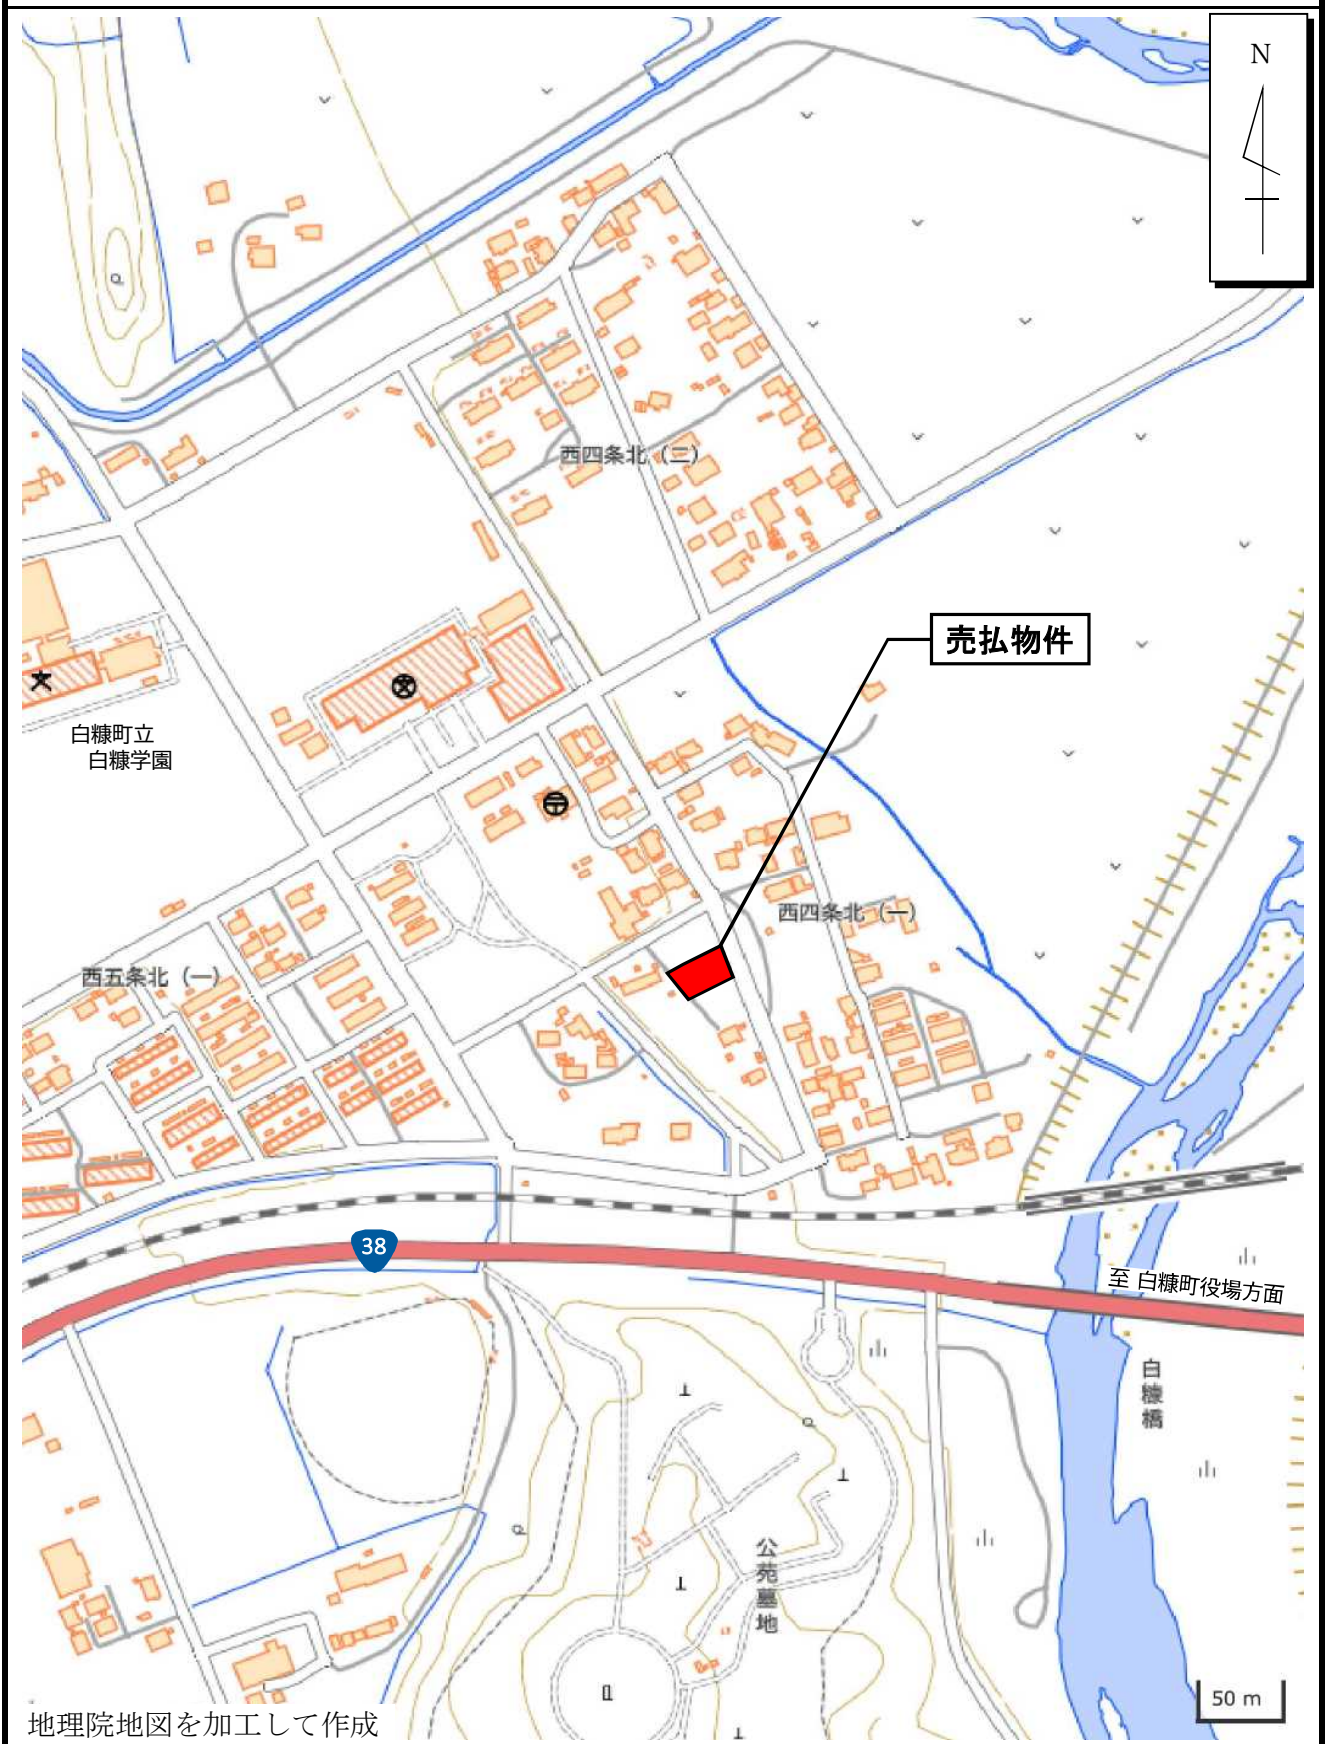 N
西四条北（二）
売払物件
白糠町立
白糠学園
西四条北（一）
西五条北（一）
38
至 白糠町役場方面
白糠橋
公苑墓地
50 m
地理院地図を加工して作成